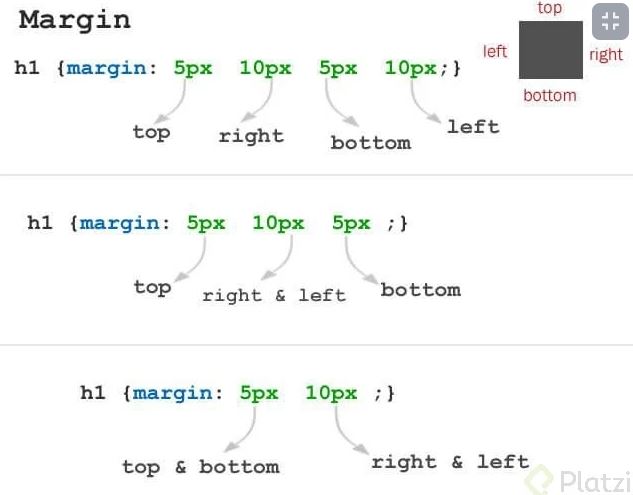 Margin
top
left
right
bottom
h1 {margin: 5px 10px 5px 10px;}
top right bottom left
h1 {margin: 5px 10px 5px ;}
top right & left bottom
h1 {margin: 5px 10px ;}
top & bottom right & left
Platzi